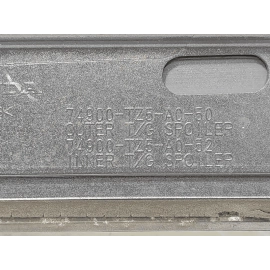 74900-TZ5-A0-50
OUTER T/G SPOILER
74900-TZ5-A0-52
INNER T/G SPOILER